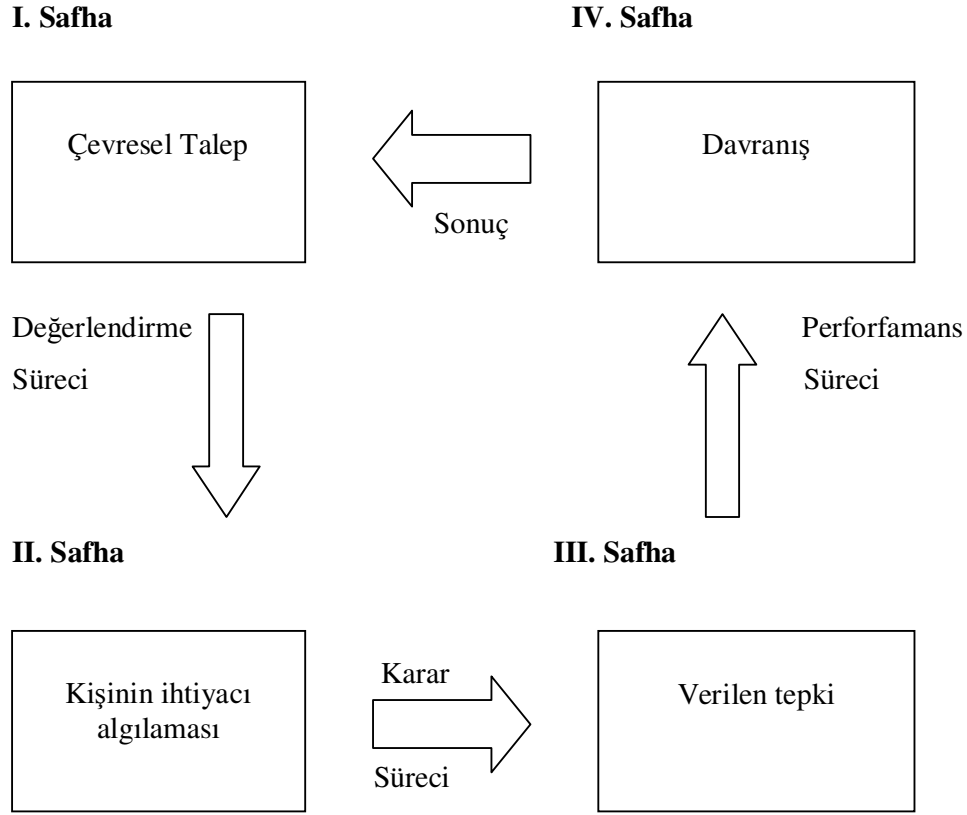 I. Safha
IV. Safha
Çevresel Talep
Davranış
Sonuç
Değerlendirme
Süreci
Perforfamans
Süreci
II. Safha
III. Safha
Kişinin ihtiyacı
algılaması
Karar
Süreci
Verilen tepki